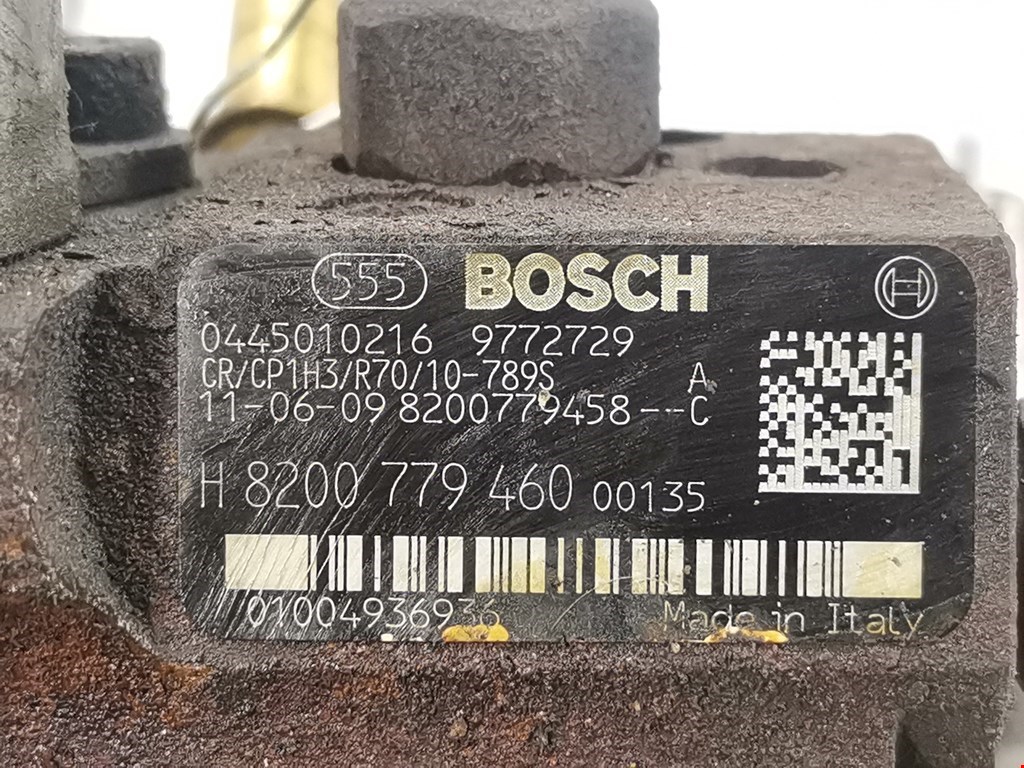 555 BOSCH
0445010216 9772729
CR/CP1H3/R70/10-789S A
11-06-09 8200779458--C
H 8200 779 460 00135
01004936936 Made in Italy